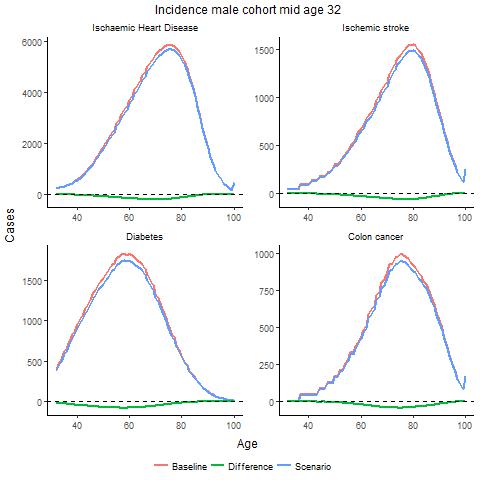 Incidence male cohort mid age 32
Ischaemic Heart Disease
Ischemic stroke
6000
4000
2000
0
40 60 80 100
1500
1000
500
0
40 60 80 100
Diabetes
Colon cancer
1500
1000
500
0
40 60 80 100
1000
750
500
250
0
40 60 80 100
Cases
Age
Baseline Difference Scenario